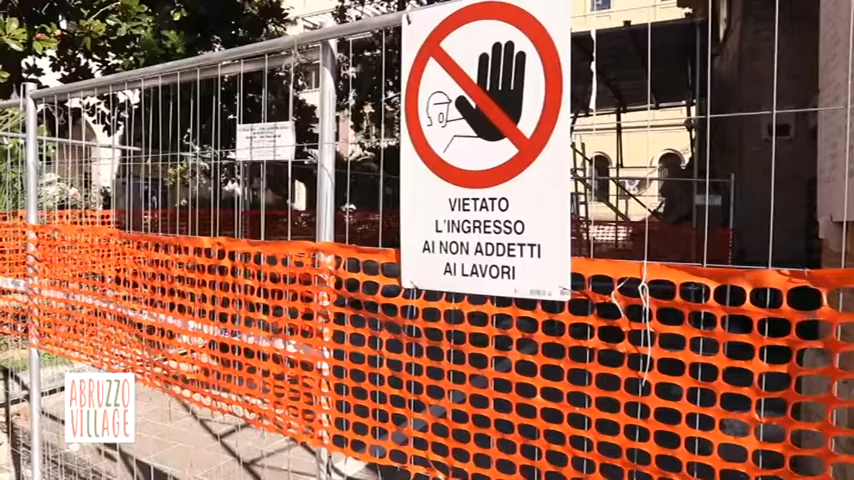 VIETATO
L'INGRESSO
AI NON ADDETTI
AI LAVORI
ABRUZZO
VILLAGE